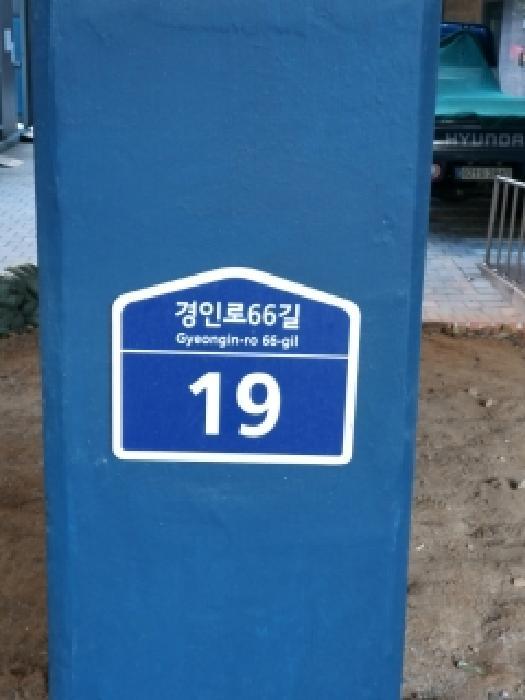 HYUNDAI
경인로66길
Gyeongin-ro 66-gil
19